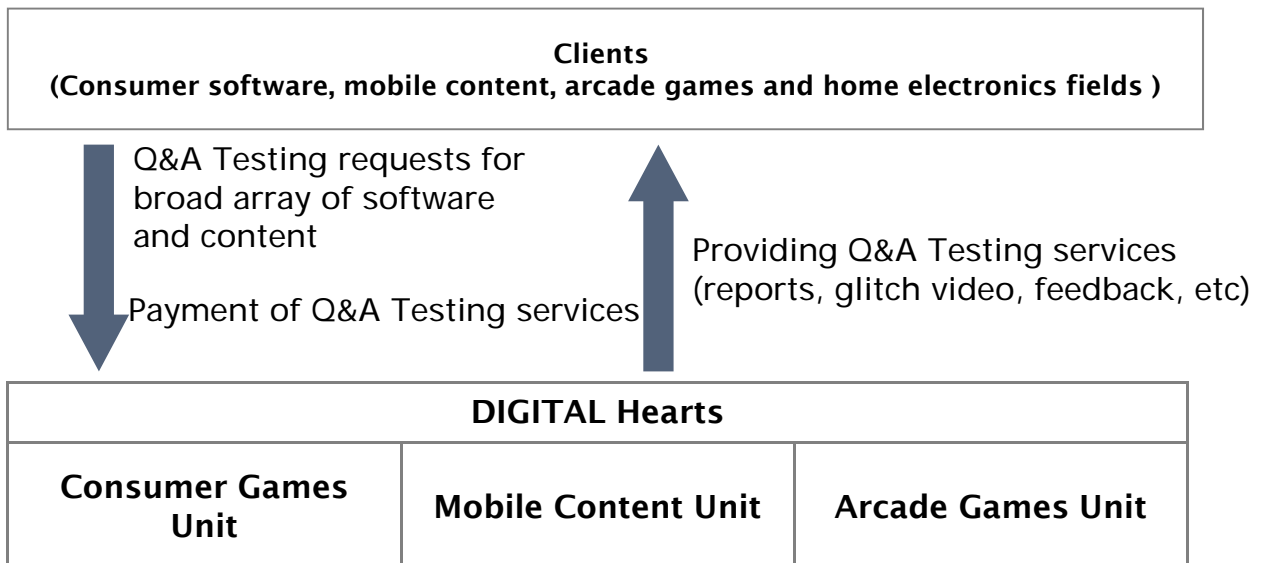 Clients
(Consumer software, mobile content, arcade games and home electronics fields )
Q&A Testing requests for
broad array of software
and content
Payment of Q&A Testing services
Providing Q&A Testing services
(reports, glitch video, feedback, etc)
DIGITAL Hearts
Consumer Games
Unit
Mobile Content Unit
Arcade Games Unit